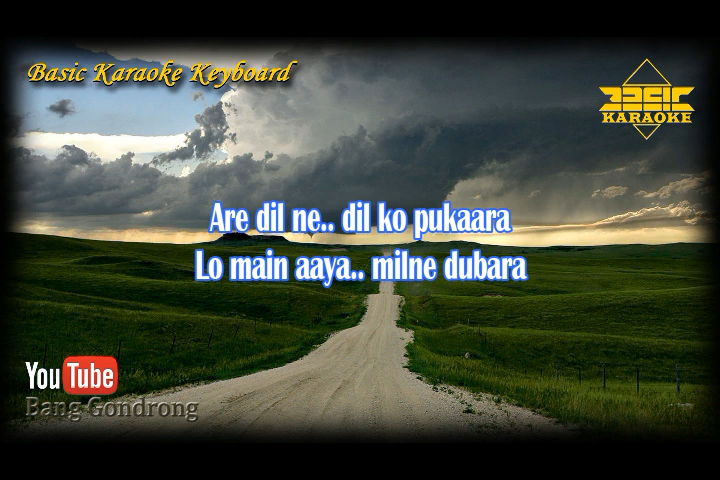 Basic Karaoke Keyboard
BASIC
KARAOKE
Are dil ne.. dil ko pukaara
Lo main aaya.. milne dubara
YouTube
Bang Gondrong